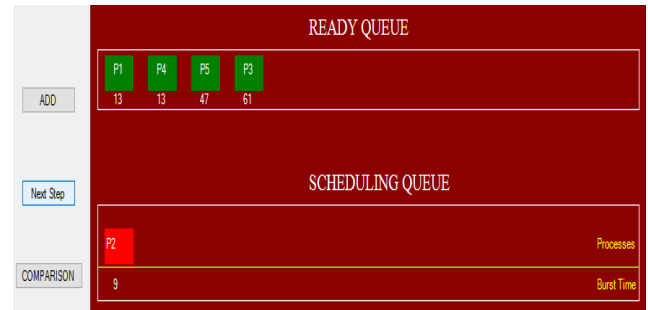 READY QUEUE
P1 P4 P5 P3
13 13 47 61
ADD
SCHEDULING QUEUE
Next Step
P2 Processes
COMPARISON
9 Burst Time